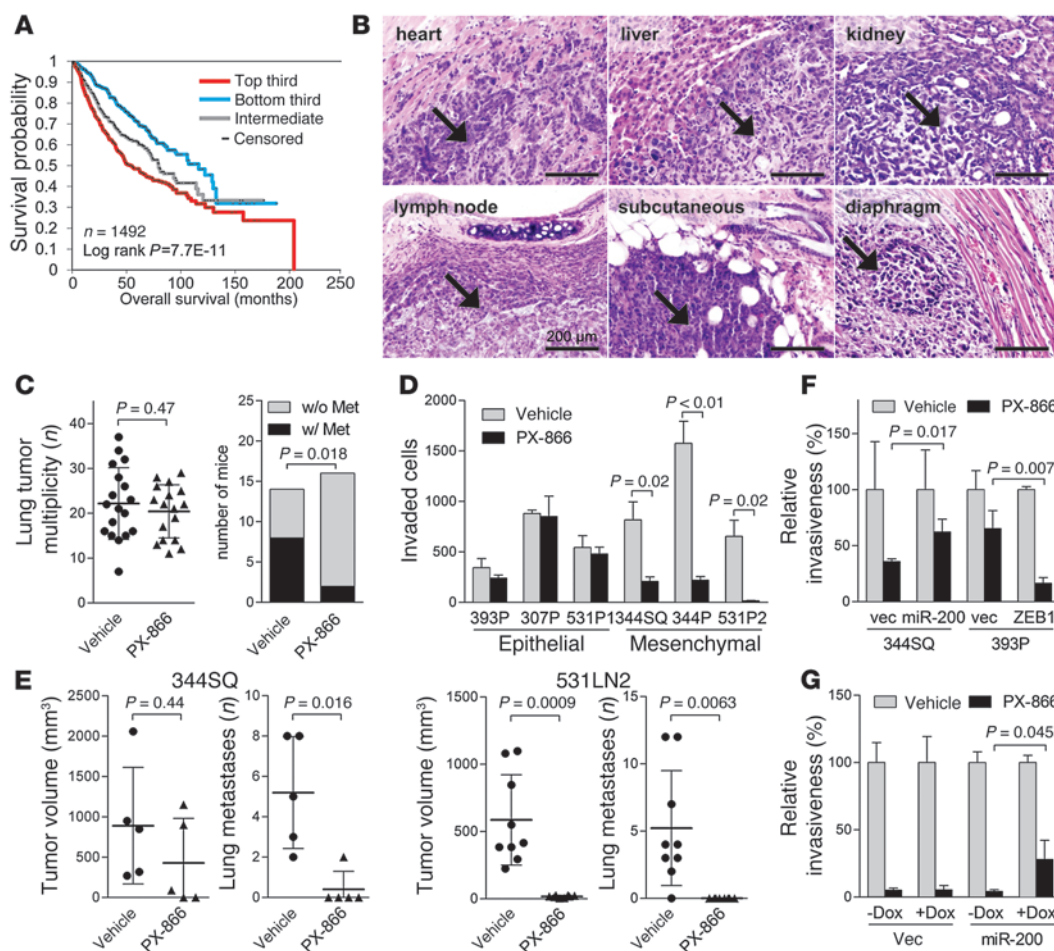 A
Survival probability
1
0.9
0.8
0.7
0.6
0.5
0.4
0.3
0.2
0.1
0
Top third
Bottom third
Intermediate
Censored
n = 1492
Log rank P=7.7E-11
0 50 100 150 200 250
Overall survival (months)
B
heart
liver
kidney
lymph node
subcutaneous
diaphragm
200 µm
C
Lung tumor
multiplicity (n)
40
30
20
10
0
P = 0.47
Vehicle
PX-866
number of mice
20
15
10
5
0
w/o Met
w/ Met
P = 0.018
Vehicle
PX-866
D
Invaded cells
2000
1500
1000
500
0
Vehicle
PX-866
P = 0.02
P < 0.01
P = 0.02
393P 307P 531P1 344SQ 344P 531P2
Epithelial Mesenchymal
F
Relative
invasiveness (%)
150
100
50
0
Vehicle PX-866
P = 0.017
P = 0.007
vec miR-200 vec ZEB1
344SQ 393P
E
344SQ
Tumor volume (mm³)
2500
2000
1500
1000
500
0
P = 0.44
Vehicle
PX-866
Lung metastases (n)
10
8
6
4
2
0
P = 0.016
Vehicle
PX-866
531LN2
Tumor volume (mm³)
1500
1000
500
0
P = 0.0009
Vehicle
PX-866
Lung metastases (n)
15
10
5
0
P = 0.0063
Vehicle
PX-866
G
Relative
invasiveness (%)
150
100
50
0
Vehicle
PX-866
P = 0.045
-Dox +Dox -Dox +Dox
Vec miR-200